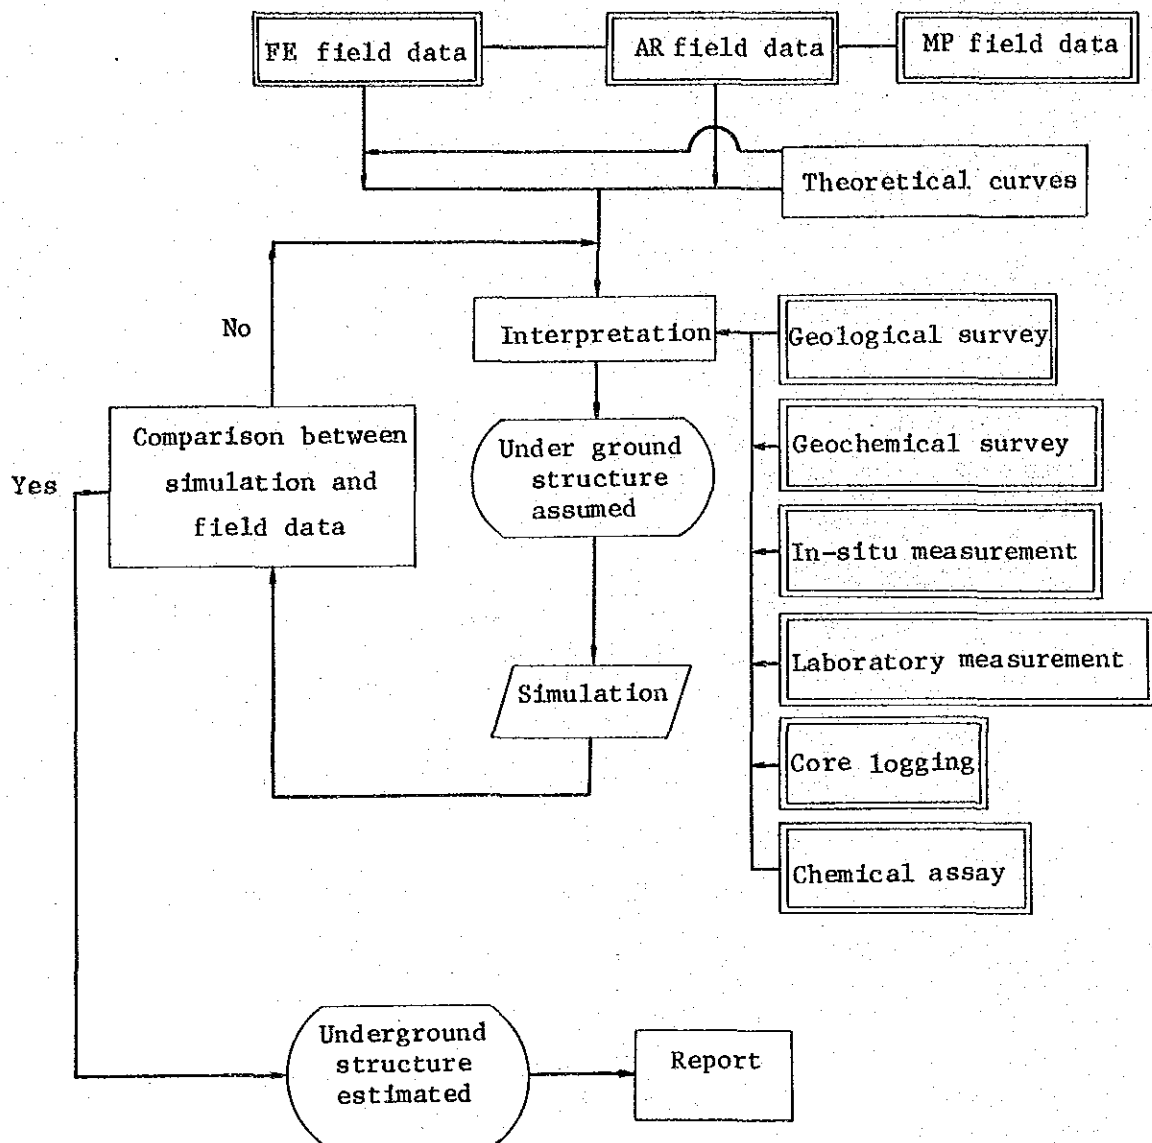 FE field data
AR field data
MP field data
Theoretical curves
No
Interpretation
Geological survey
Comparison between
simulation and
field data
Yes
Under ground
structure
assumed
Geochemical survey
In-situ measurement
Laboratory measurement
Simulation
Core logging
Chemical assay
Underground
structure
estimated
Report